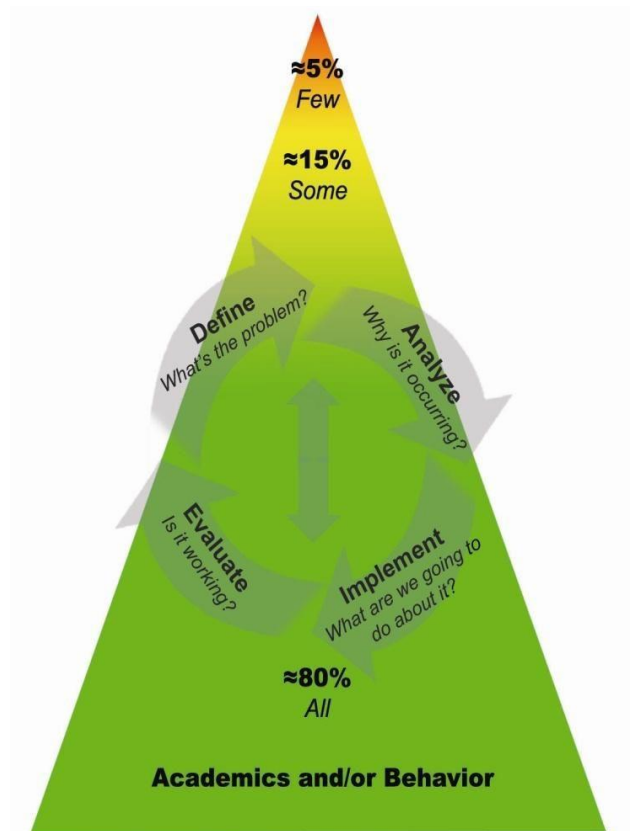 ≈5%
Few
≈15%
Some
Define
What's the problem?
Analyze
Why is it occurring?
Implement
What are we going to
do about it?
Evaluate
Is it working?
≈80%
All
Academics and/or Behavior